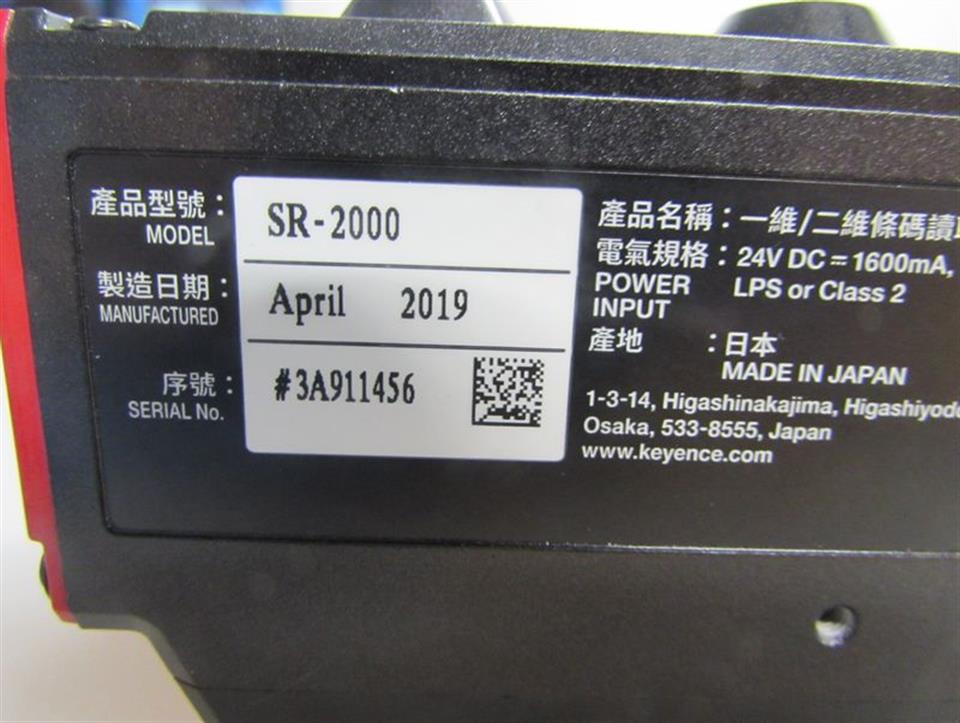 產品型號：
MODEL
SR-2000
製造日期：
MANUFACTURED
April 2019
序號：
SERIAL No.
#3A911456
產品名稱：一維/二維條碼讀
電氣規格：24V DC⎓1600mA,
POWER INPUT
LPS or Class 2
產地：日本
MADE IN JAPAN
1-3-14, Higashinakajima,
Osaka, 533-8555, Japan
www.keyence.com